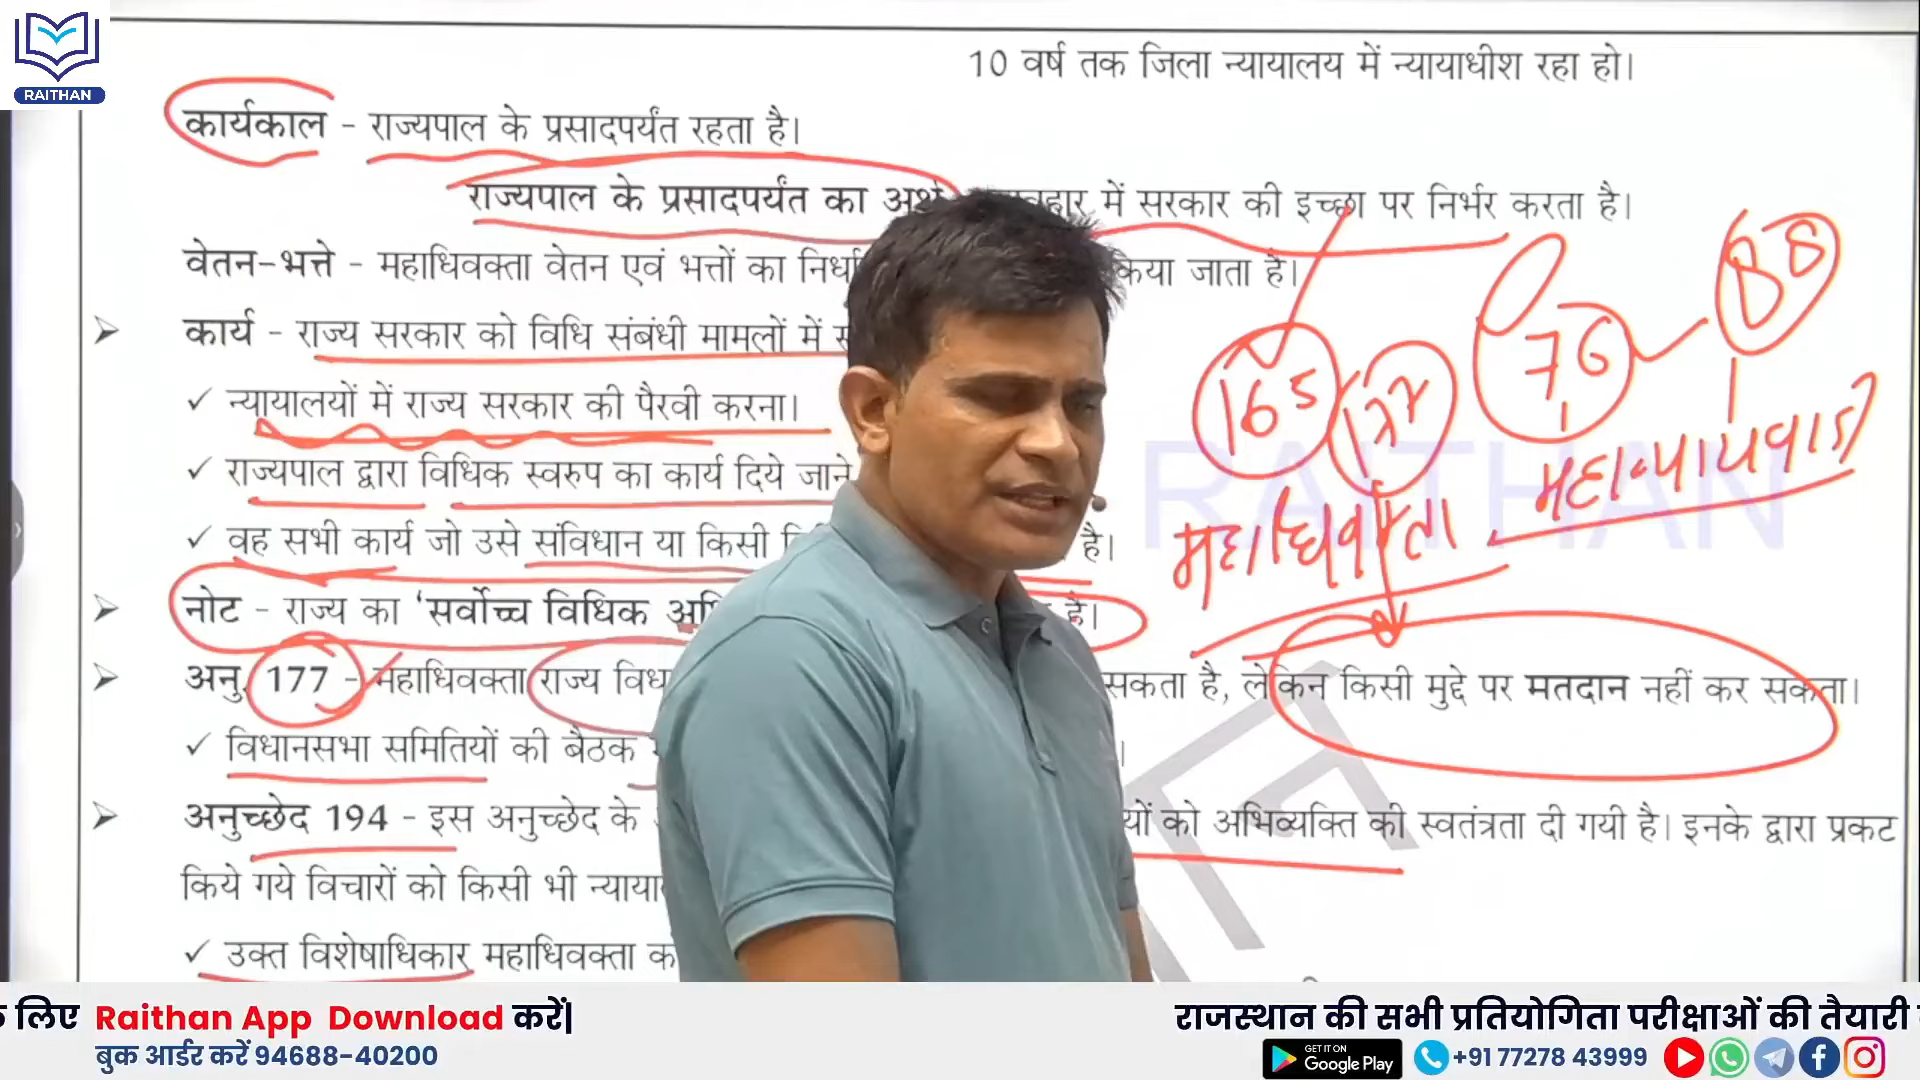 RAITHAN
10 वर्ष तक जिला न्यायालय में न्यायाधीश रहा हो।
कार्यकाल - राज्यपाल के प्रसादपर्यंत रहता है।
राज्यपाल के प्रसादपर्यंत का अर्थ में सरकार की इच्छा पर निर्भर करता है।
वेतन-भत्ते - महाधिवक्ता वेतन एवं भत्तों का किया जाता है।
➤ कार्य - राज्य सरकार को विधि संबंधी मामलों में
✓ न्यायालयों में राज्य सरकार की पैरवी करना।
✓ राज्यपाल द्वारा विधिक स्वरुप का कार्य दिये जाने
✓ वह सभी कार्य जो उसे संविधान या किसी है।
➤ नोट - राज्य का 'सर्वोच्च विधिक है।
➤ अनु. 177 - महाधिवक्ता राज्य सकता है, लेकिन किसी मुद्दे पर मतदान नहीं कर सकता।
✓ विधानसभा समितियों की बैठक
➤ अनुच्छेद 194 - इस अनुच्छेद के को अभिव्यक्ति की स्वतंत्रता दी गयी है। इनके द्वारा प्रकट
किये गये विचारों को किसी भी
✓ उक्त विशेषाधिकार महाधिवक्ता
165 177 76 88
महाधिवक्ता महान्यायवादी
RAITHAN
लिए Raithan App Download करें|
बुक आर्डर करें 94688-40200
राजस्थान की सभी प्रतियोगिता परीक्षाओं की तैयारी
GET IT ON
Google Play
+91 77278 43999